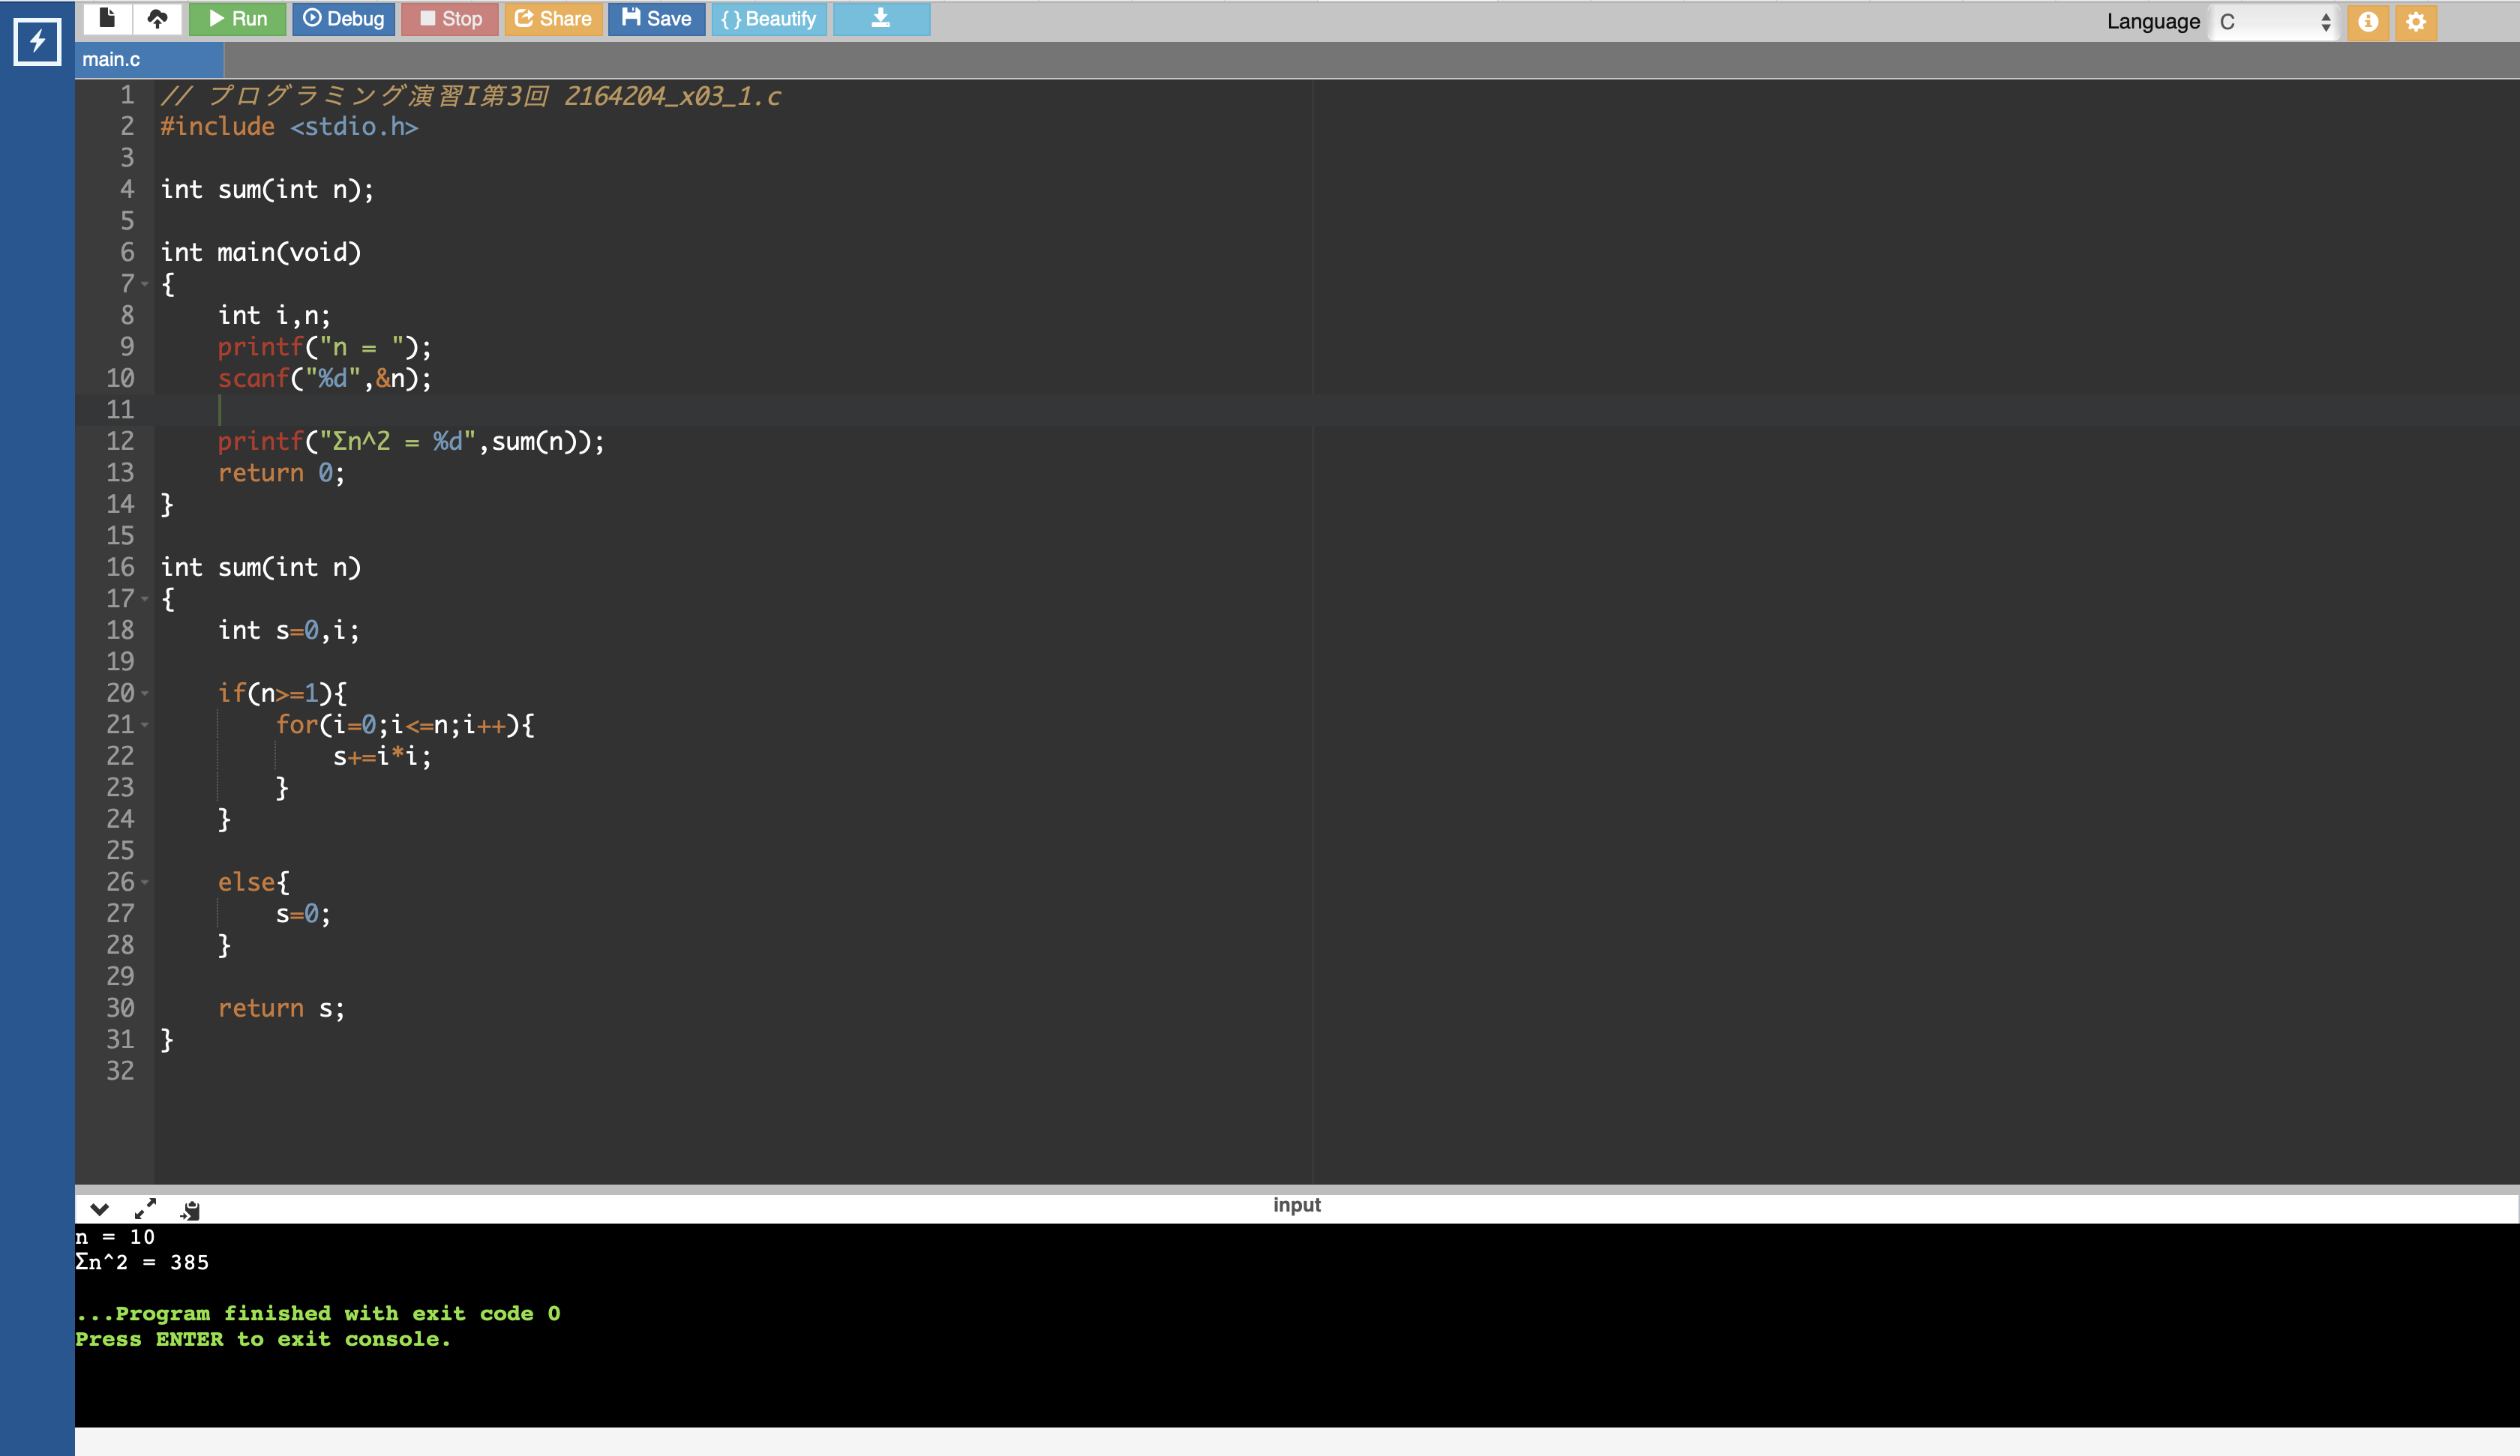 Run Debug Stop Share Save { } Beautify Language C
main.c
1 // プログラミング演習I第3回 2164204_x03_1.c
2 #include <stdio.h>
3
4 int sum(int n);
5
6 int main(void)
7 {
8     int i,n;
9     printf("n = ");
10     scanf("%d",&n);
11
12     printf("Σn^2 = %d",sum(n));
13     return 0;
14 }
15
16 int sum(int n)
17 {
18     int s=0,i;
19
20     if(n>=1){
21         for(i=0;i<=n;i++){
22             s+=i*i;
23         }
24     }
25
26     else{
27         s=0;
28     }
29
30     return s;
31 }
32
input
n = 10
Σn^2 = 385
...Program finished with exit code 0
Press ENTER to exit console.